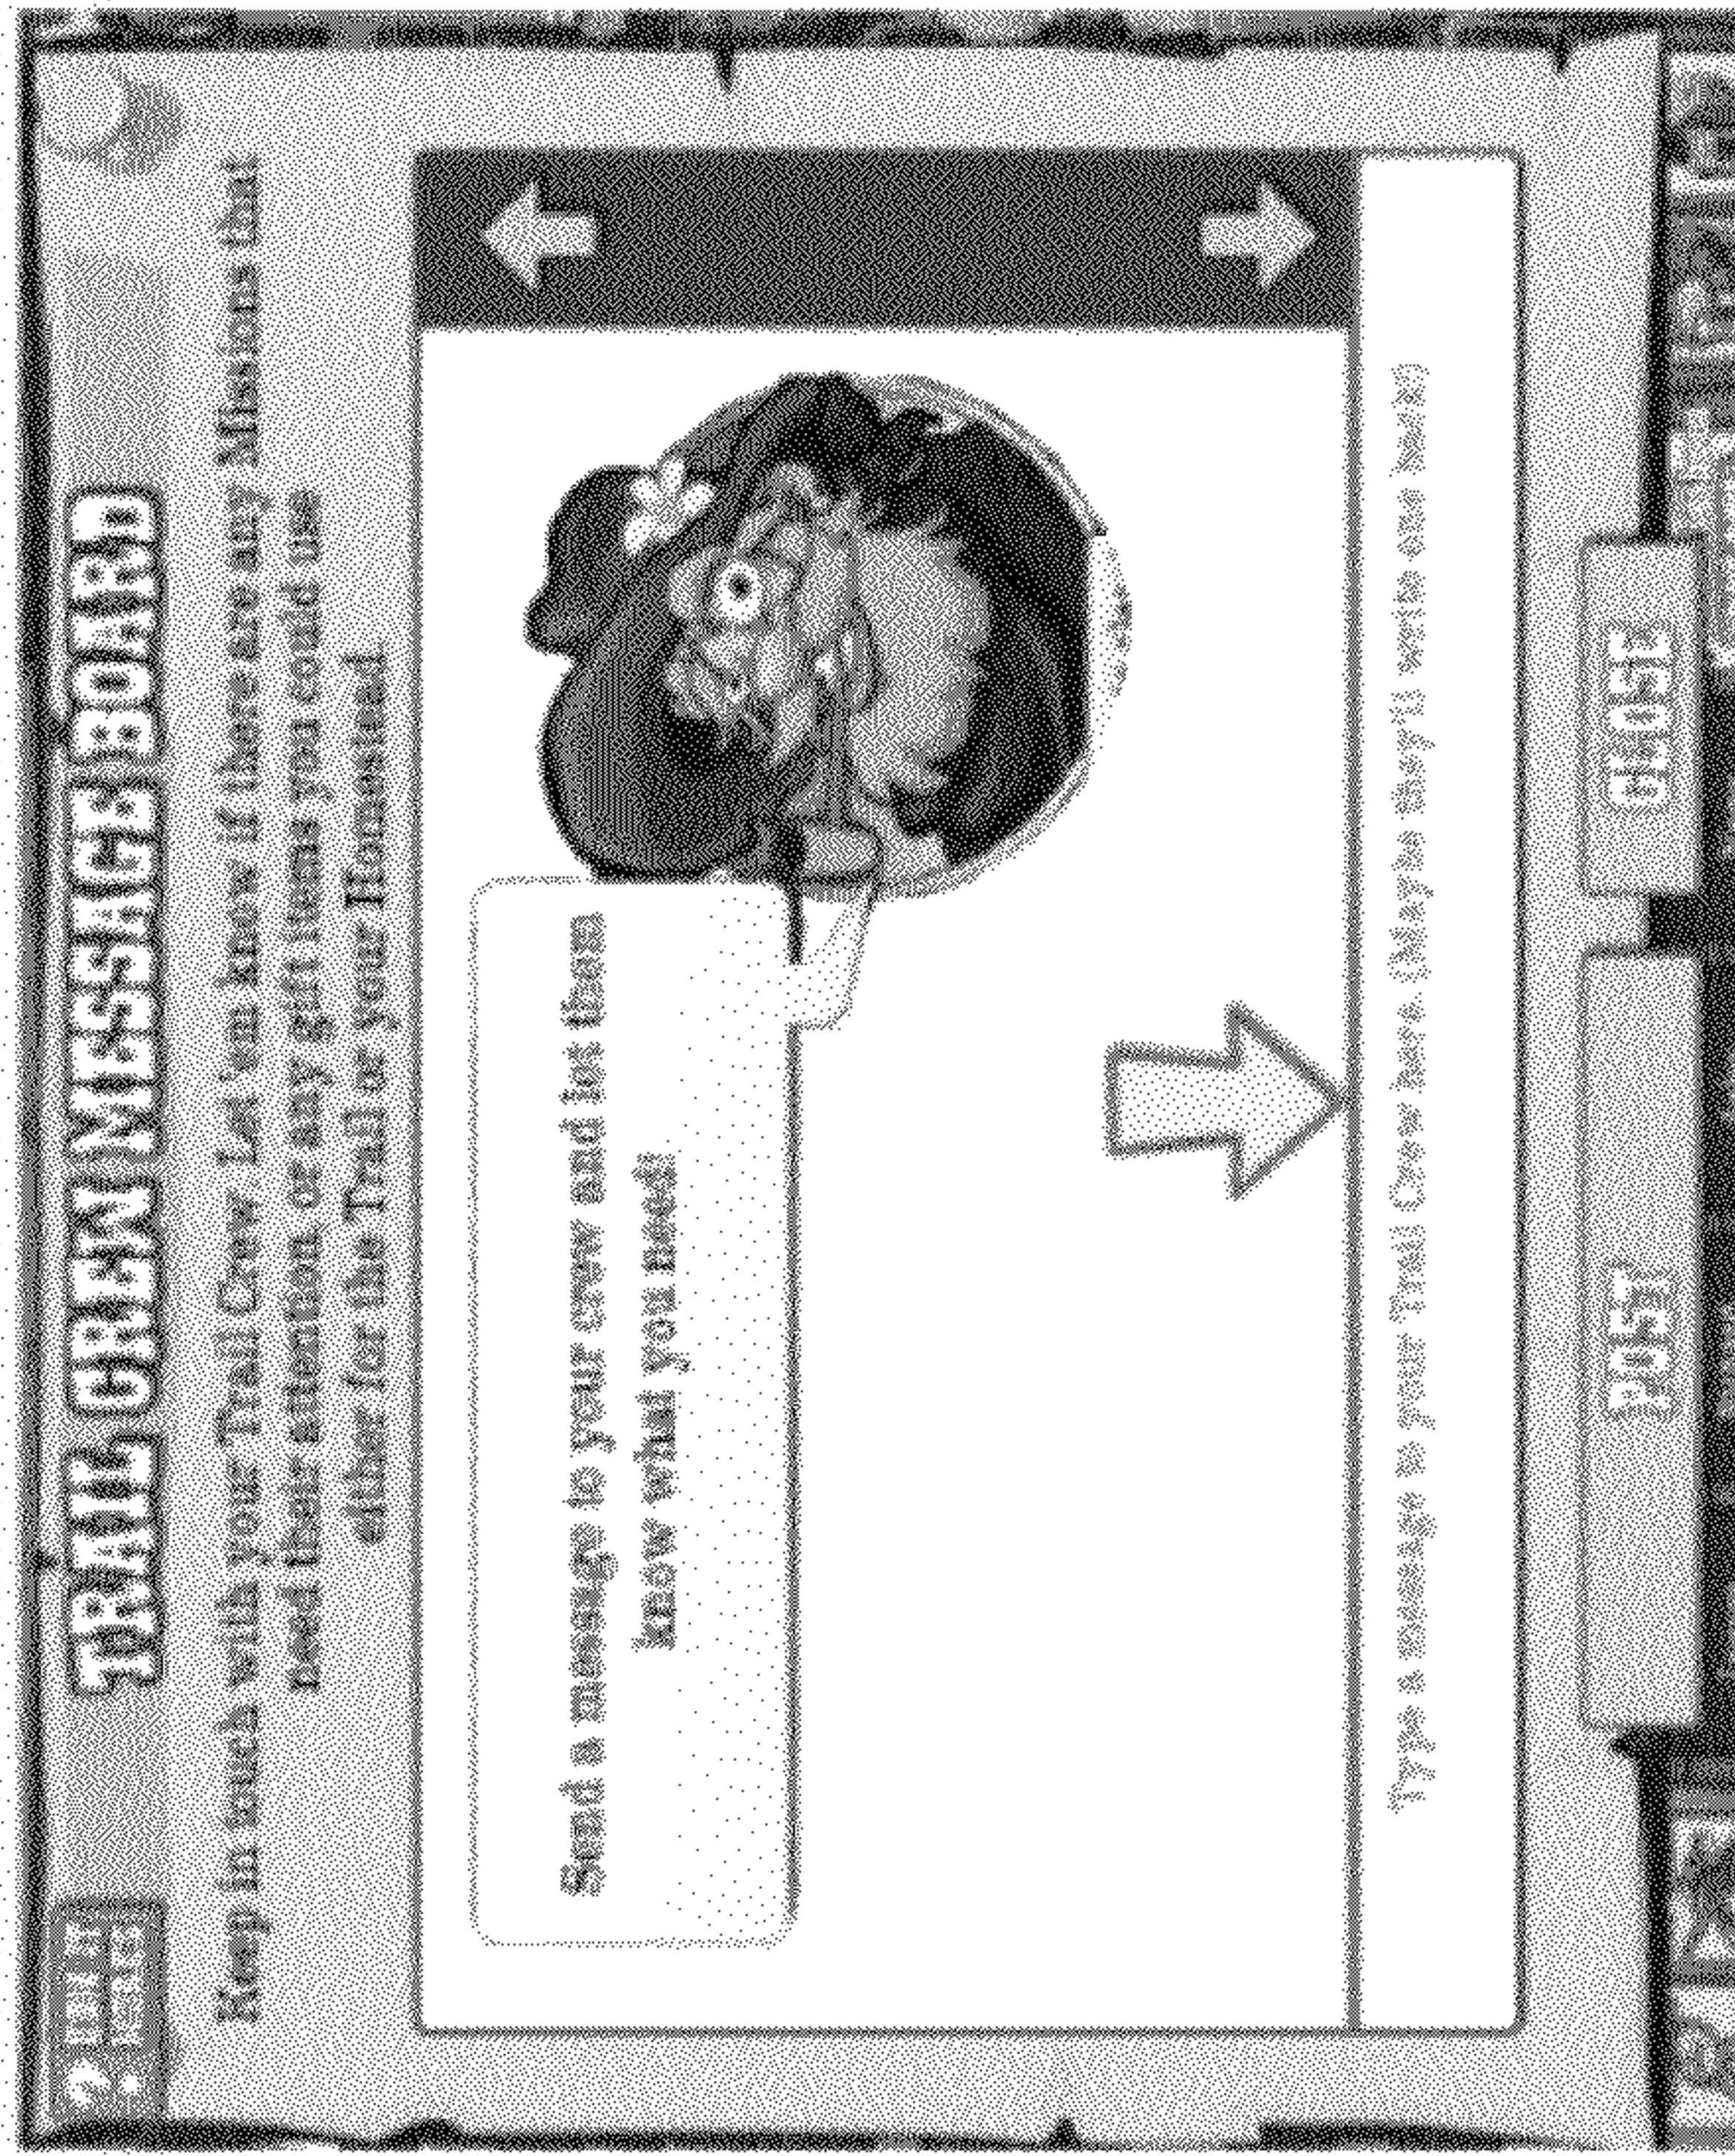 TRAIL CREW MESSAGE BOARD
Keep in touch with your Trail Crew. Let 'em know if there are any Missions that
need their attention, or any gift items you could use
either for the Trail or your Homestead.
Send a message to your crew and let them
know what you need!
Type a message to your Trail Crew here. (Maybe they'll write one back!)
POST
CLOSE